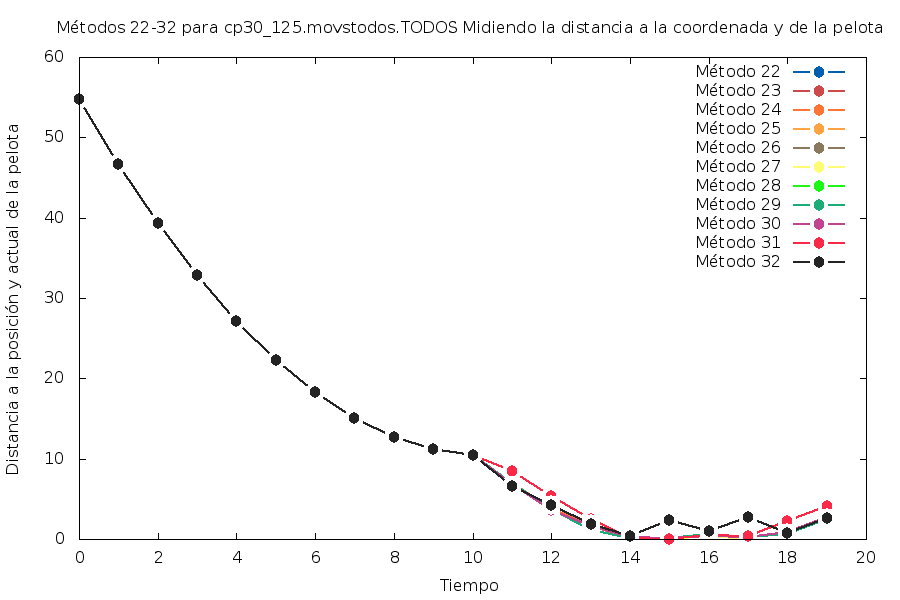 Métodos 22-32 para cp30_125.movstodos.TODOS Midiendo la distancia a la coordenada y de la pelota
60
50
40
30
20
10
0
Distancia a la posición y actual de la pelota
Método 22
Método 23
Método 24
Método 25
Método 26
Método 27
Método 28
Método 29
Método 30
Método 31
Método 32
0 2 4 6 8 10 12 14 16 18 20
Tiempo